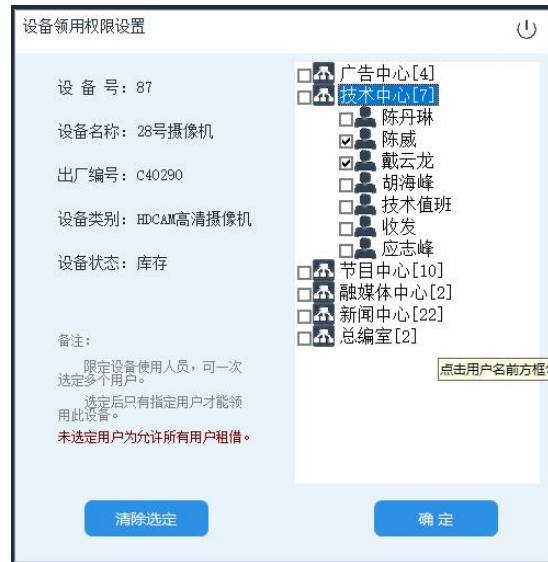 设备领用权限设置
设 备 号：87
设备名称：28号摄像机
出厂编号：C40290
设备类别：HDCAM高清摄像机
设备状态：库存
备注：
限定设备使用人员，可一次
选定多个用户。
选定后只有指定用户才能领
用此设备。
未选定用户为允许所有用户租借。
清除选定
广告中心[4]
技术中心[7]
陈丹琳
陈威
戴云龙
胡海峰
技术值班
收发
应志峰
节目中心[10]
融媒体中心[2]
新闻中心[22]
总编室[2]
点击用户名前方框
确 定